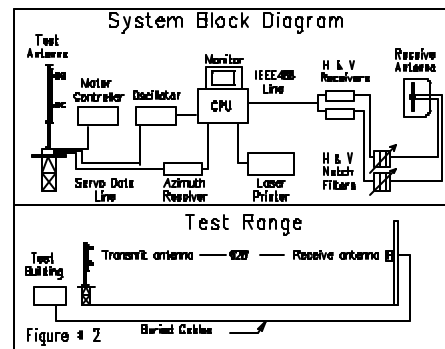 System Block Diagram
Test
Antenna
Motor
Controller
Oscillator
Monitor
CPU
IEEE488
Line
H & V
Receivers
Receive
Antenna
Servo Data
Line
Azimuth
Receiver
Laser
Printer
H & V
Notch
Filters
Test Range
Test
Building
Transmit antenna
Receive antenna
Buried Cables
Figure # 2